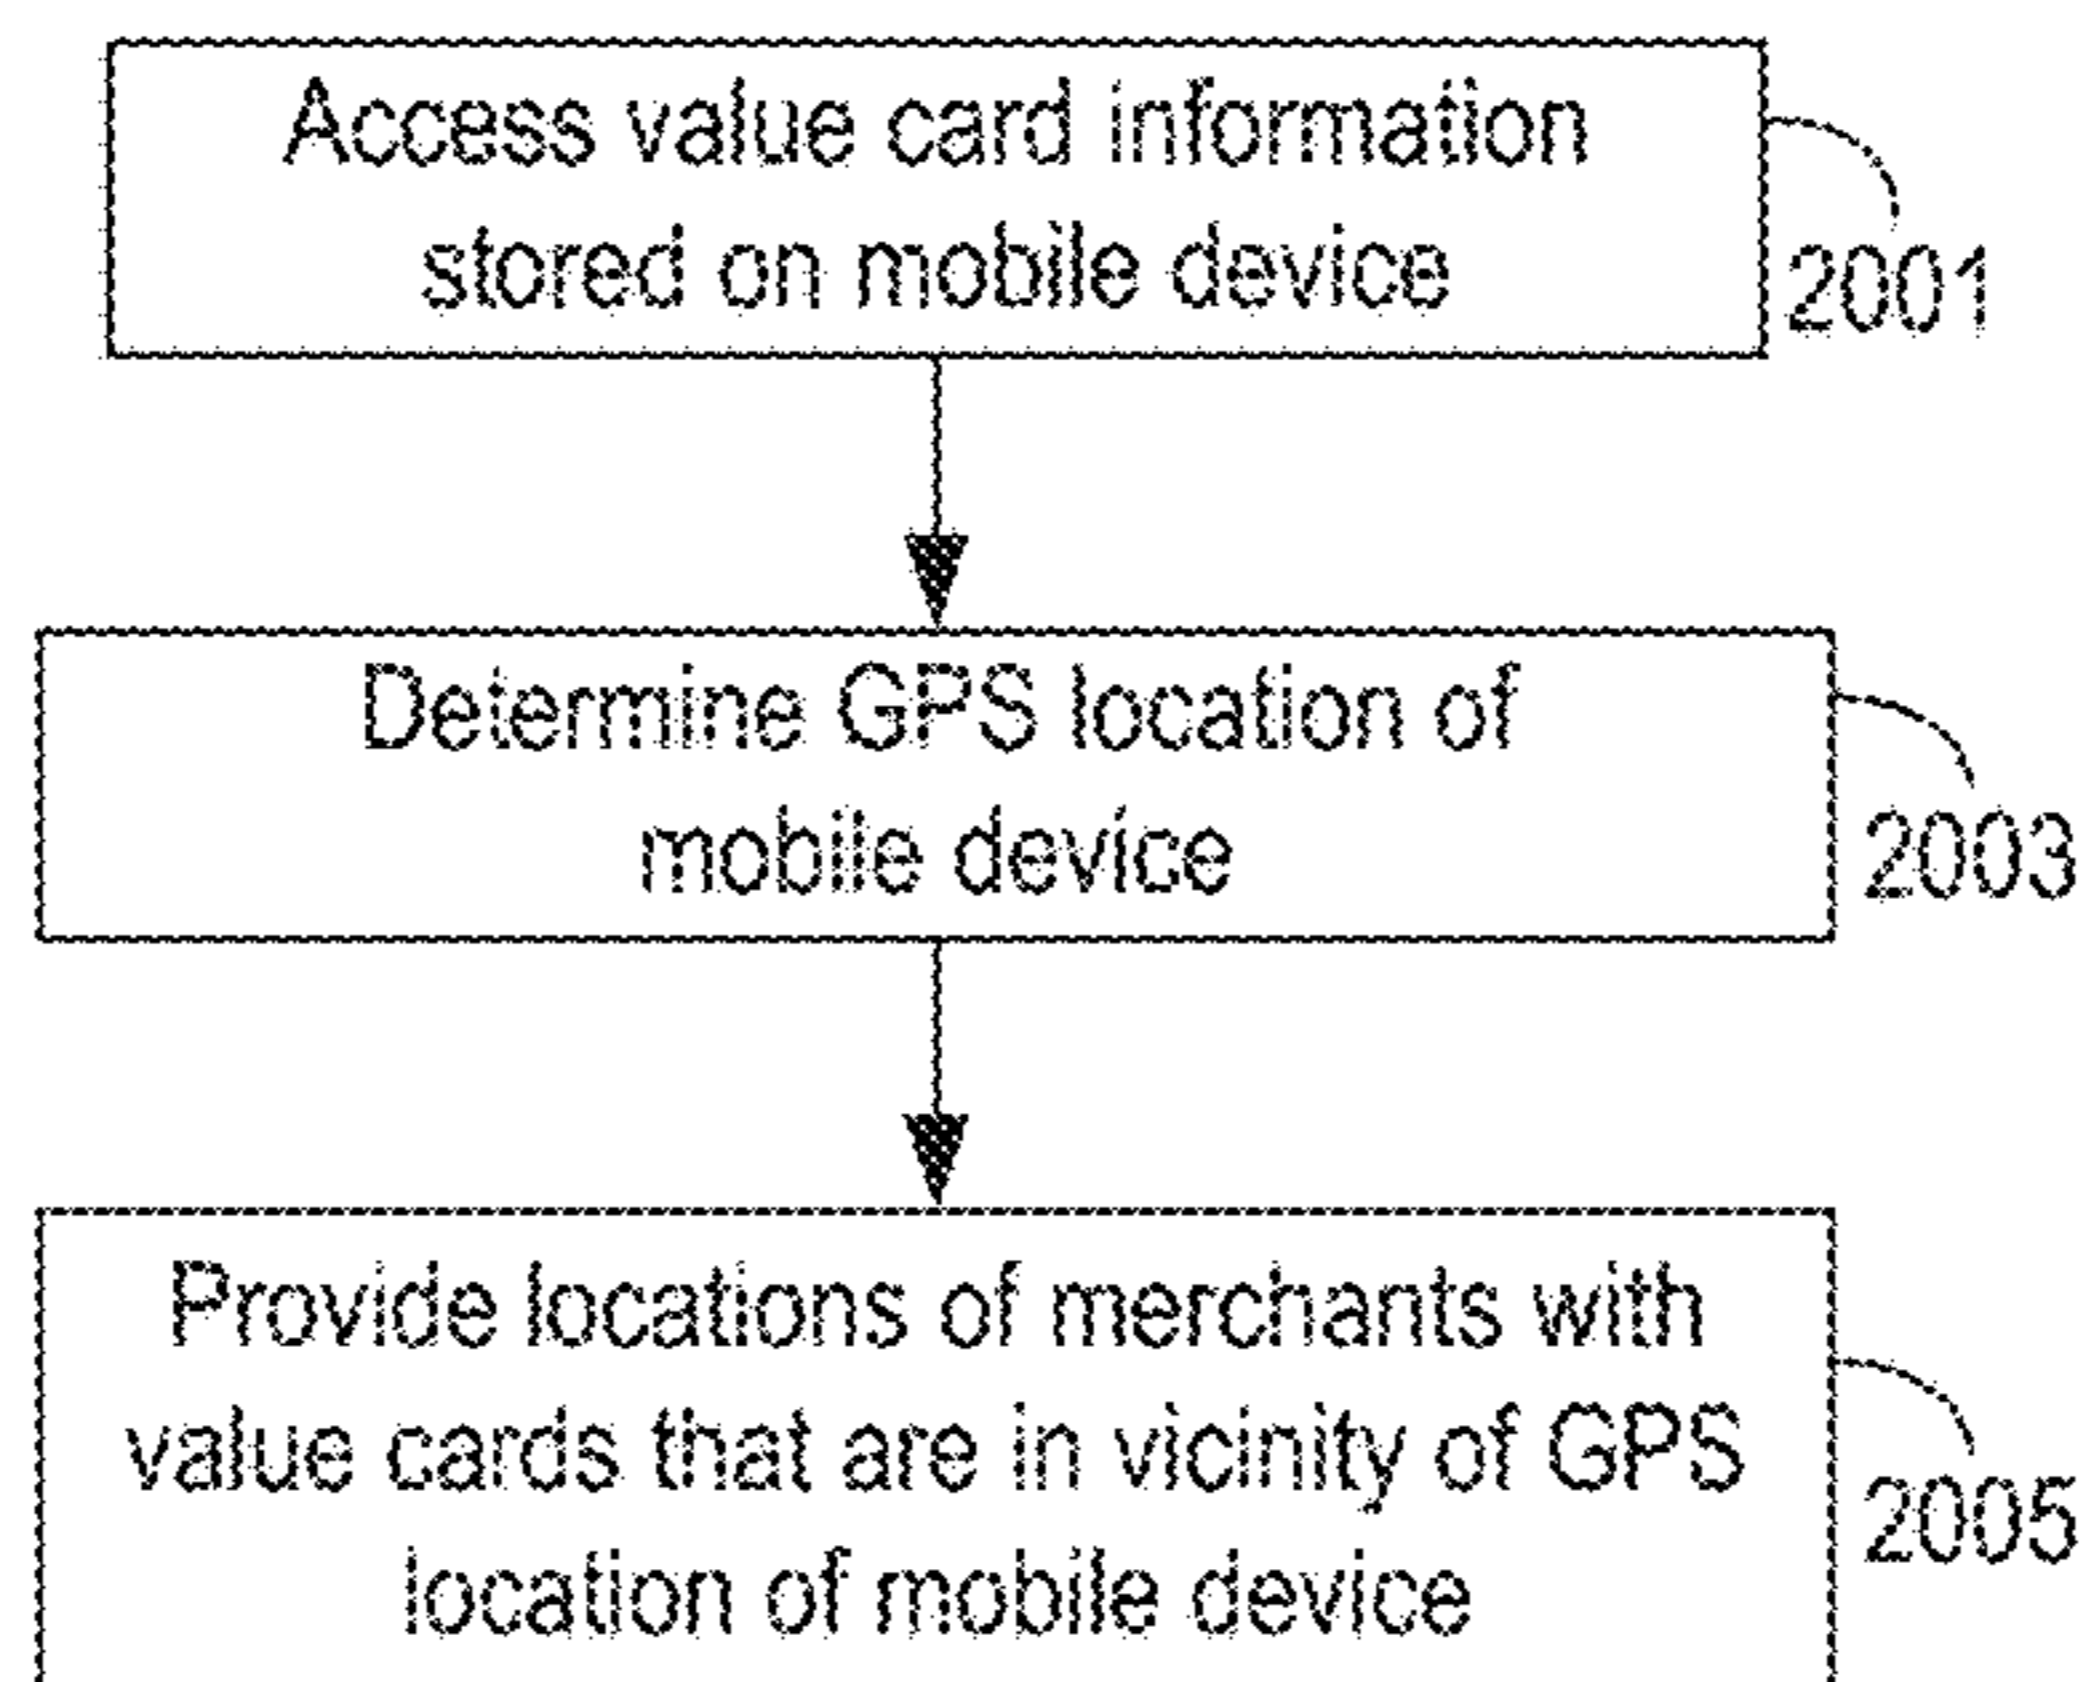 Access value card information
stored on mobile device
2001
Determine GPS location of
mobile device
2003
Provide locations of merchants with
value cards that are in vicinity of GPS
location of mobile device
2005